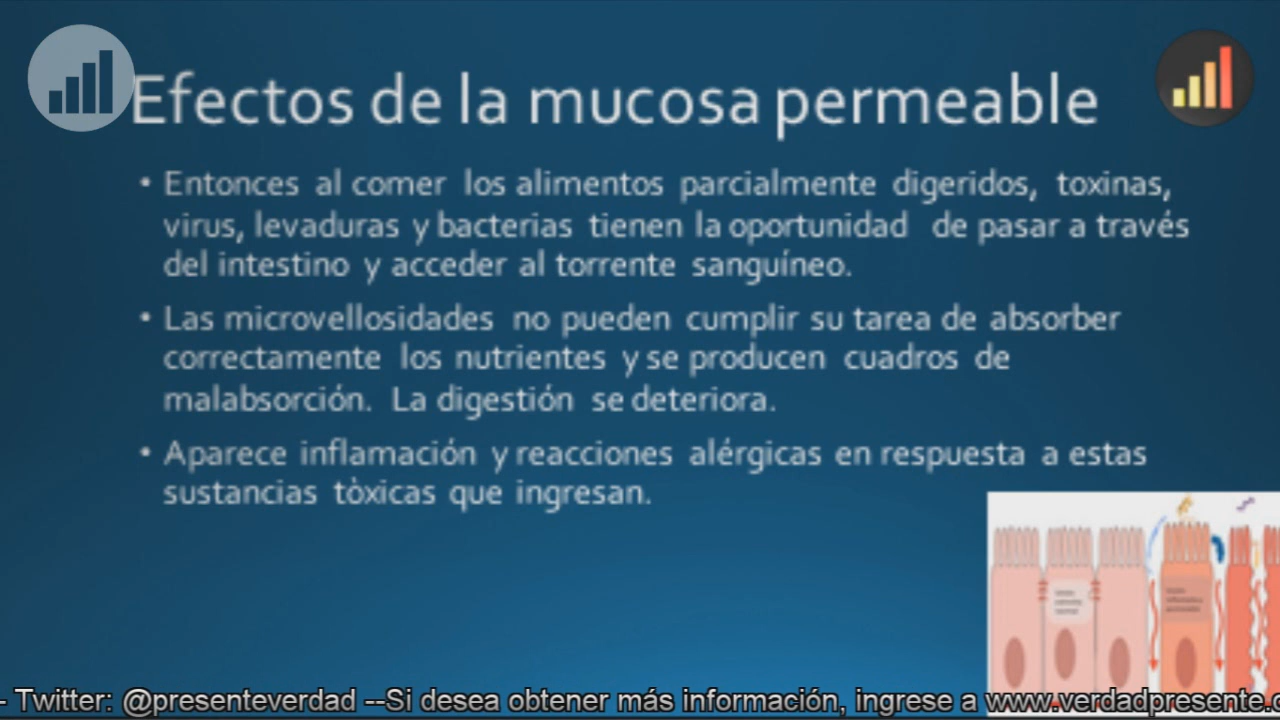 Efectos de la mucosa permeable
• Entonces al comer los alimentos parcialmente digeridos, toxinas,
virus, levaduras y bacterias tienen la oportunidad de pasar a través
del intestino y acceder al torrente sanguíneo.
• Las microvellosidades no pueden cumplir su tarea de absorber
correctamente los nutrientes y se producen cuadros de
malabsorción. La digestión se deteriora.
• Aparece inflamación y reacciones alérgicas en respuesta a estas
sustancias tòxicas que ingresan.
- Twitter: @presenteverdad --Si desea obtener más información, ingrese a www.verdadpresente.